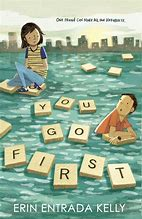 One Friend Can Make All the Difference.
YOU
GO
FIRST
ERIN ENTRADA KELLY